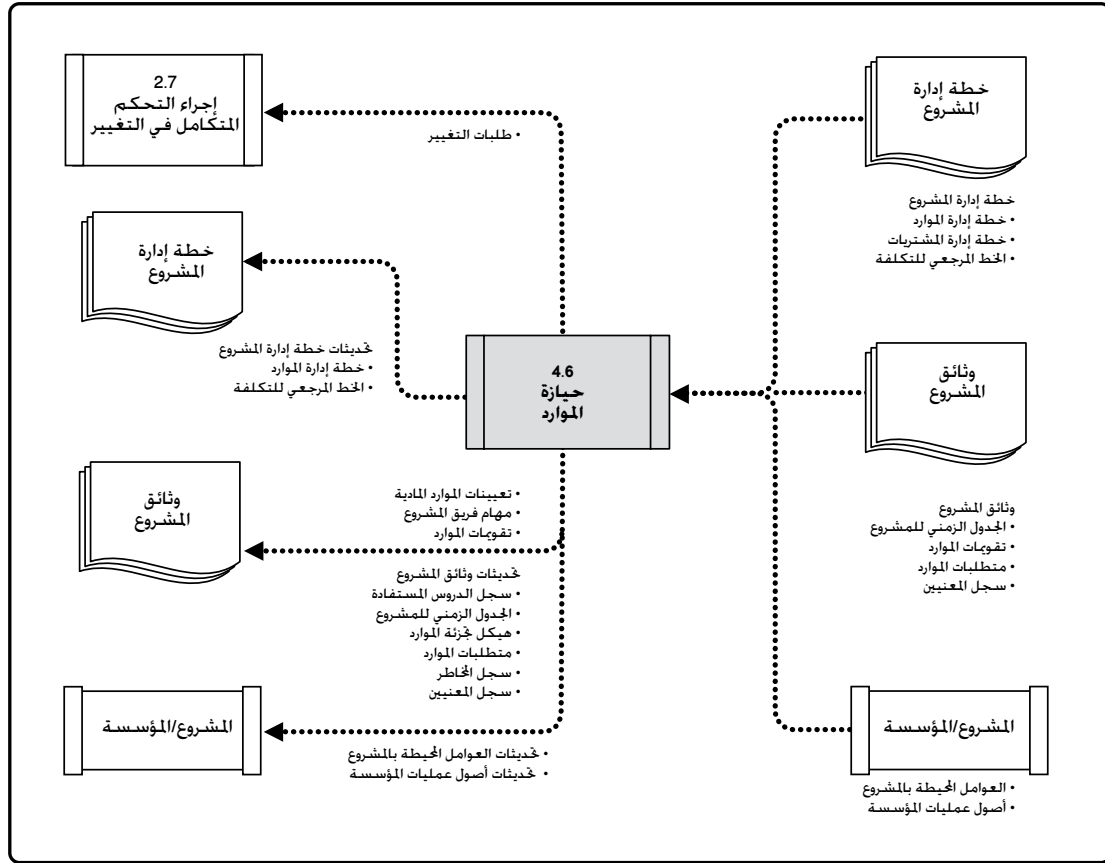 خطة إدارة
المشروع
خطة إدارة المشروع
• خطة إدارة الموارد
• خطة إدارة المشتريات
• الخط المرجعي للتكلفة
وثائق
المشروع
وثائق المشروع
• الجدول الزمني للمشروع
• تقويمات الموارد
• متطلبات الموارد
• سجل المعنيين
المشروع/المؤسسة
• العوامل المحيطة بالمشروع
• أصول عمليات المؤسسة
4.6
حيازة
الموارد
2.7
إجراء التحكم
المتكامل في التغيير
• طلبات التغيير
خطة إدارة
المشروع
تحديثات خطة إدارة المشروع
• خطة إدارة الموارد
• الخط المرجعي للتكلفة
وثائق
المشروع
• تعيينات الموارد المادية
• مهام فريق المشروع
• تقويمات الموارد
تحديثات وثائق المشروع
• سجل الدروس المستفادة
• الجدول الزمني للمشروع
• هيكل تجزئة الموارد
• متطلبات الموارد
• سجل المخاطر
• سجل المعنيين
المشروع/المؤسسة
• تحديثات العوامل المحيطة بالمشروع
• تحديثات أصول عمليات المؤسسة